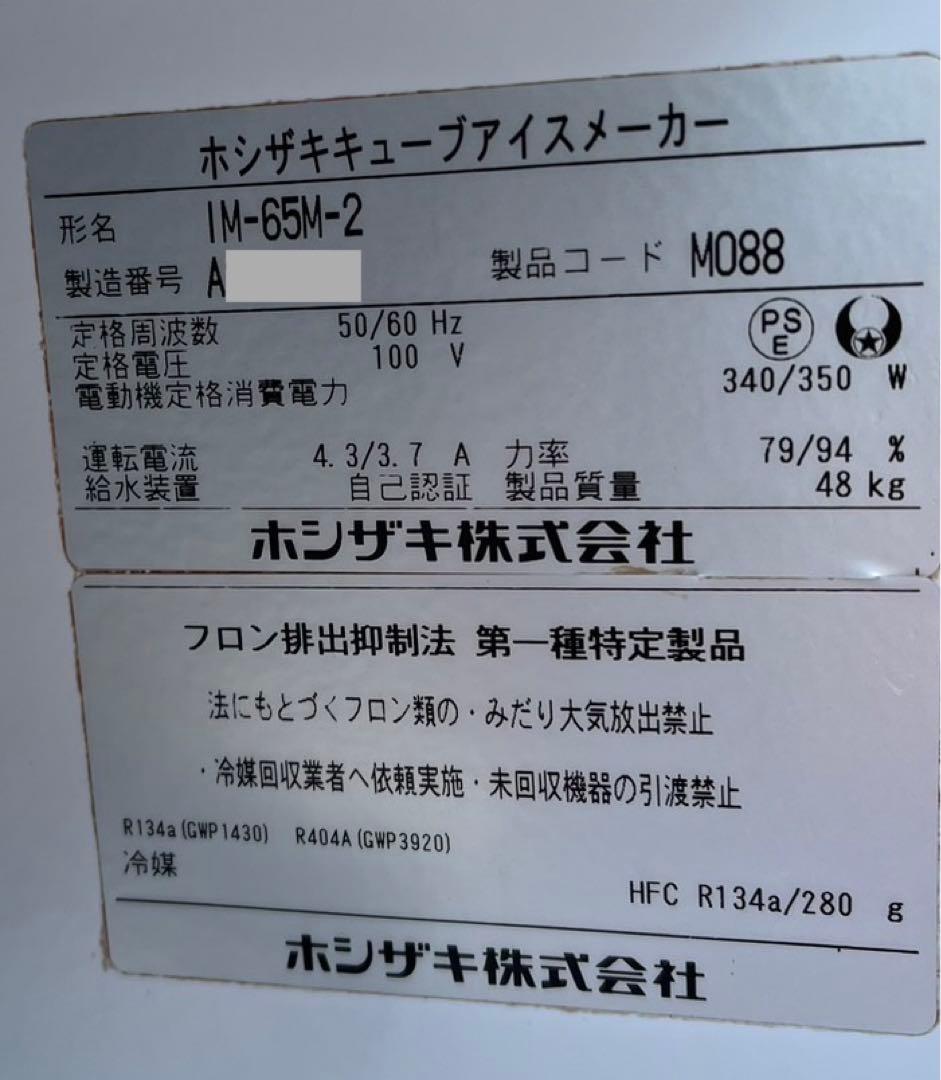 ホシザキキューブアイスメーカー
形名 IM-65M-2
製造番号 A 製品コード M088
定格周波数 50/60 Hz
PS
E
定格電圧 100 V
電動機定格消費電力 340/350 W
運転電流 4.3/3.7 A 力率 79/94 %
給水装置 自己認証 製品質量 48 kg
ホシザキ株式会社
フロン排出抑制法 第一種特定製品
法にもとづくフロン類の・みだり大気放出禁止
・冷媒回収業者へ依頼実施・未回収機器の引渡禁止
R134a(GWP1430) R404A(GWP3920)
冷媒
HFC R134a/280 g
ホシザキ株式会社